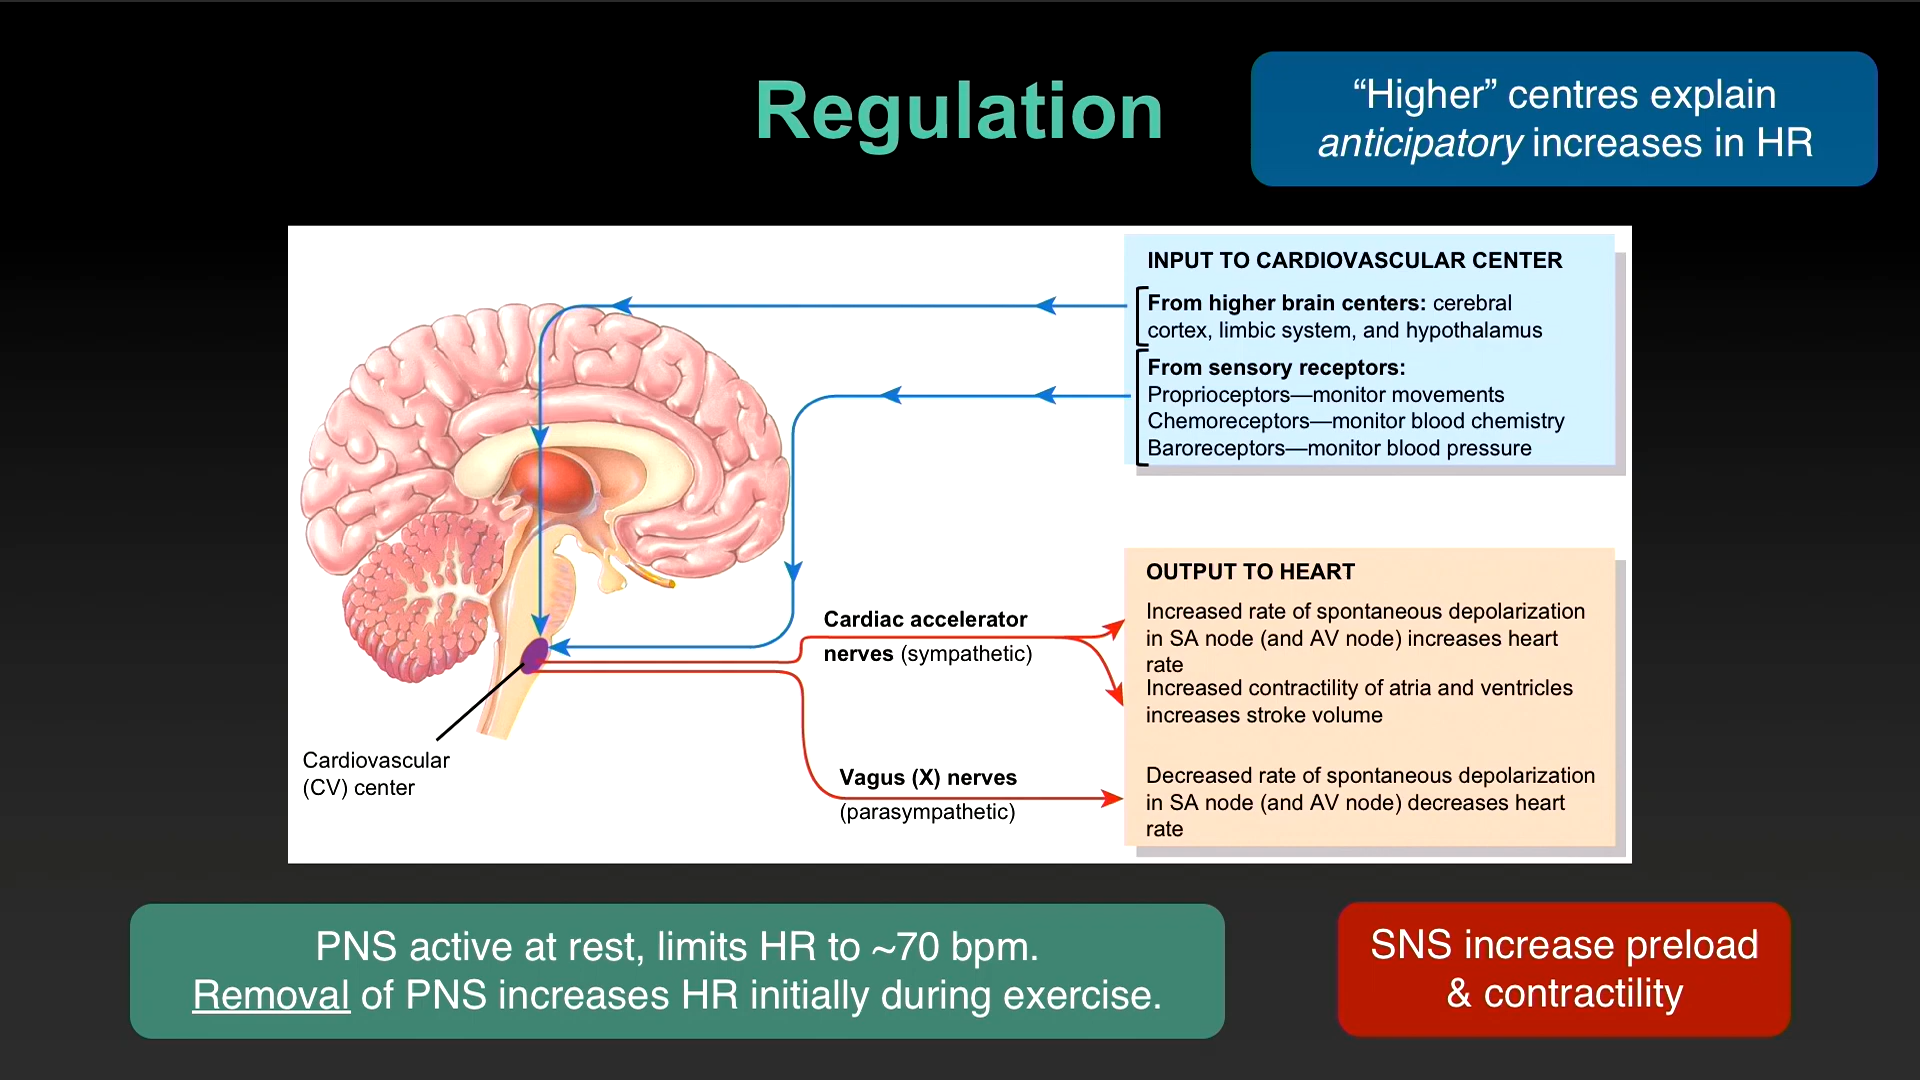 Regulation
“Higher” centres explain
anticipatory increases in HR
INPUT TO CARDIOVASCULAR CENTER
From higher brain centers: cerebral
cortex, limbic system, and hypothalamus
From sensory receptors:
Proprioceptors—monitor movements
Chemoreceptors—monitor blood chemistry
Baroreceptors—monitor blood pressure
Cardiac accelerator
nerves (sympathetic)
OUTPUT TO HEART
Increased rate of spontaneous depolarization
in SA node (and AV node) increases heart
rate
Increased contractility of atria and ventricles
increases stroke volume
Cardiovascular
(CV) center
Vagus (X) nerves
(parasympathetic)
Decreased rate of spontaneous depolarization
in SA node (and AV node) decreases heart
rate
PNS active at rest, limits HR to ~70 bpm.
Removal of PNS increases HR initially during exercise.
SNS increase preload
& contractility